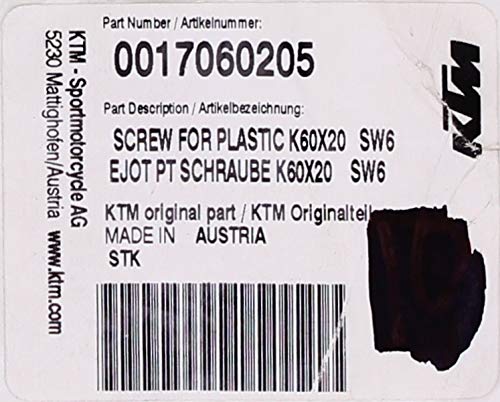 KTM - Sportmotorcycle AG
5230 Mattighofen/Austria www.ktm.com
Part Number / Artikelnummer:
0017060205
Part Description / Artikelbezeichnung:
SCREW FOR PLASTIC K60X20 SW6
EJOT PT SCHRAUBE K60X20 SW6
KTM original part / KTM Originalteil
MADE IN AUSTRIA
STK
KTM